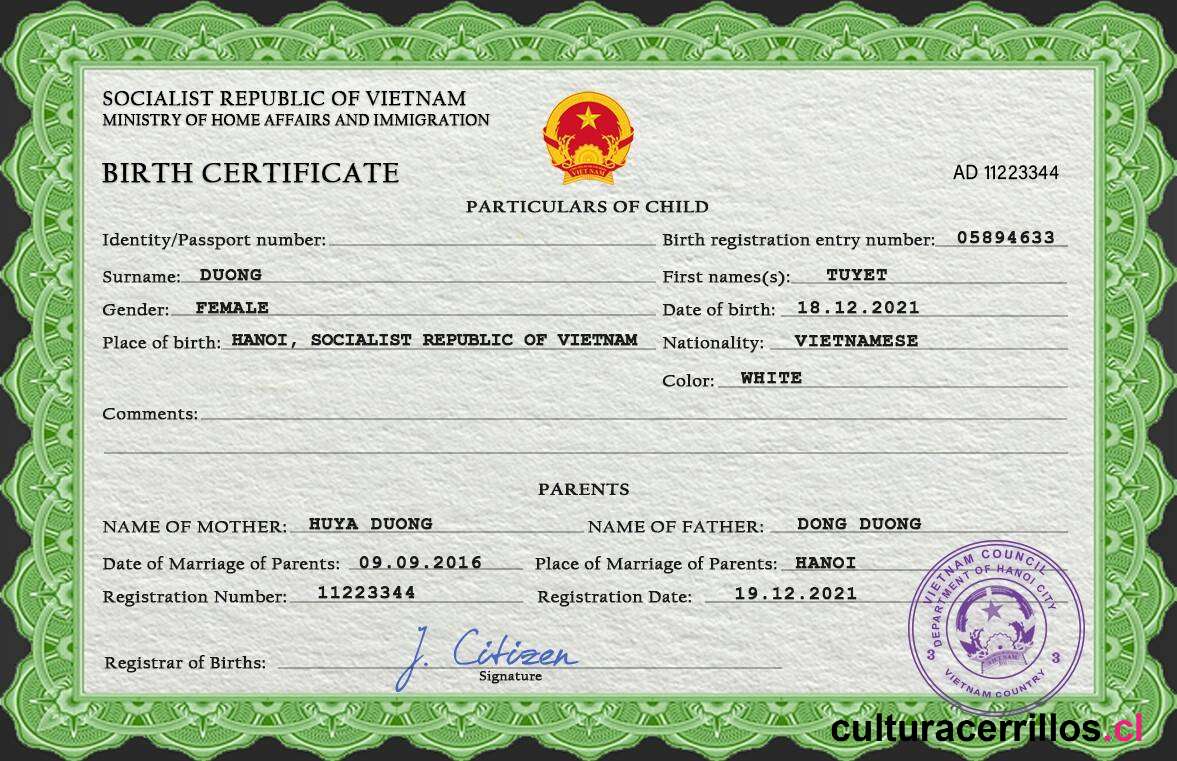 SOCIALIST REPUBLIC OF VIETNAM
MINISTRY OF HOME AFFAIRS AND IMMIGRATION
BIRTH CERTIFICATE
VIET NAM
AD 11223344
PARTICULARS OF CHILD
Identity/Passport number: Birth registration entry number: 05894633
Surname: DUONG First names(s): TUYET
Gender: FEMALE Date of birth: 18.12.2021
Place of birth: HANOI, SOCIALIST REPUBLIC OF VIETNAM Nationality: VIETNAMESE
Color: WHITE
Comments:
PARENTS
NAME OF MOTHER: HUYA DUONG NAME OF FATHER: DONG DUONG
Date of Marriage of Parents: 09.09.2016 Place of Marriage of Parents: HANOI
Registration Number: 11223344 Registration Date: 19.12.2021
Registrar of Births: J. Citizen
Signature
VIETNAM COUNCIL
DEPARTMENT OF HANOI CITY
3 3
VIET NAM
VIETNAM COUNTRY
culturacerrillos.cl